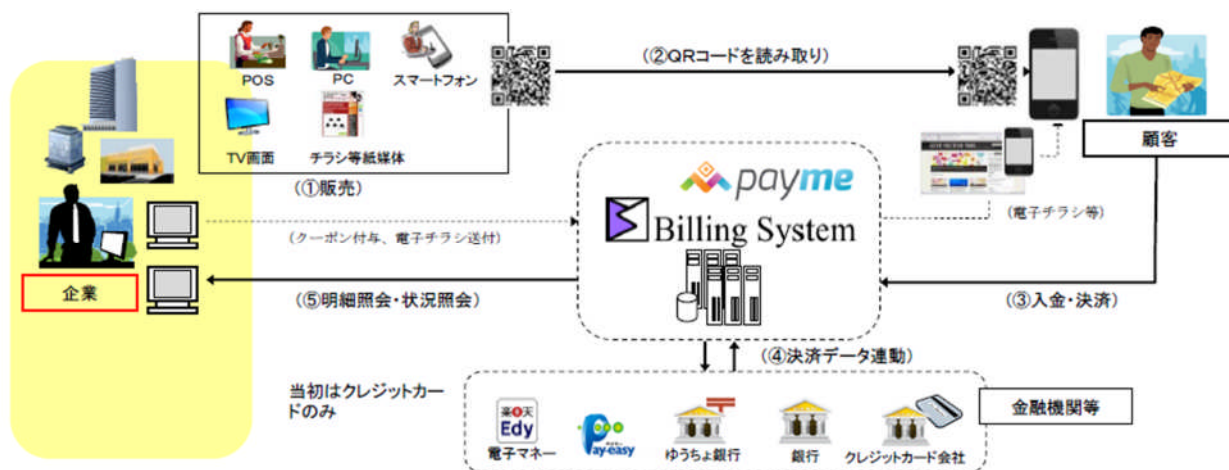 POS
PC
スマートフォン
TV画面
チラシ等紙媒体
(①販売)
(②QRコードを読み取り)
顧客
payme
Billing System
(電子チラシ等)
(クーポン付与、電子チラシ送付)
企業
(⑤明細照会・状況照会)
(③入金・決済)
(④決済データ連動)
当初はクレジットカー
ドのみ
金融機関等
楽天
Edy
電子マネー
Pay-easy
ゆうちょ銀行
銀行
クレジットカード会社